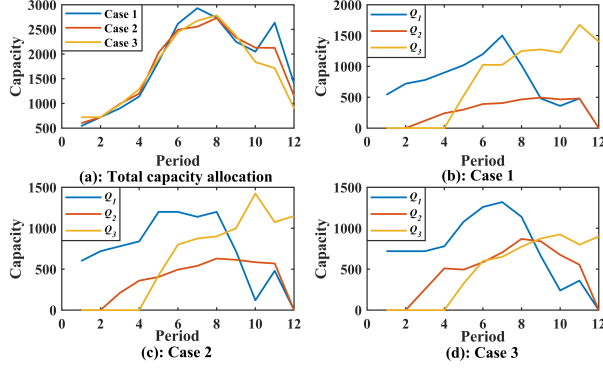 3000
2500
2000
1500
1000
500
0 2 4 6 8 10 12
Capacity
Case 1
Case 2
Case 3
Period
(a): Total capacity allocation
2000
1500
1000
500
0
0 2 4 6 8 10 12
Capacity
Q1
Q2
Q3
Period
(b): Case 1
1500
1000
500
0
0 2 4 6 8 10 12
Capacity
Q1
Q2
Q3
Period
(c): Case 2
1500
1000
500
0
0 2 4 6 8 10 12
Capacity
Q1
Q2
Q3
Period
(d): Case 3